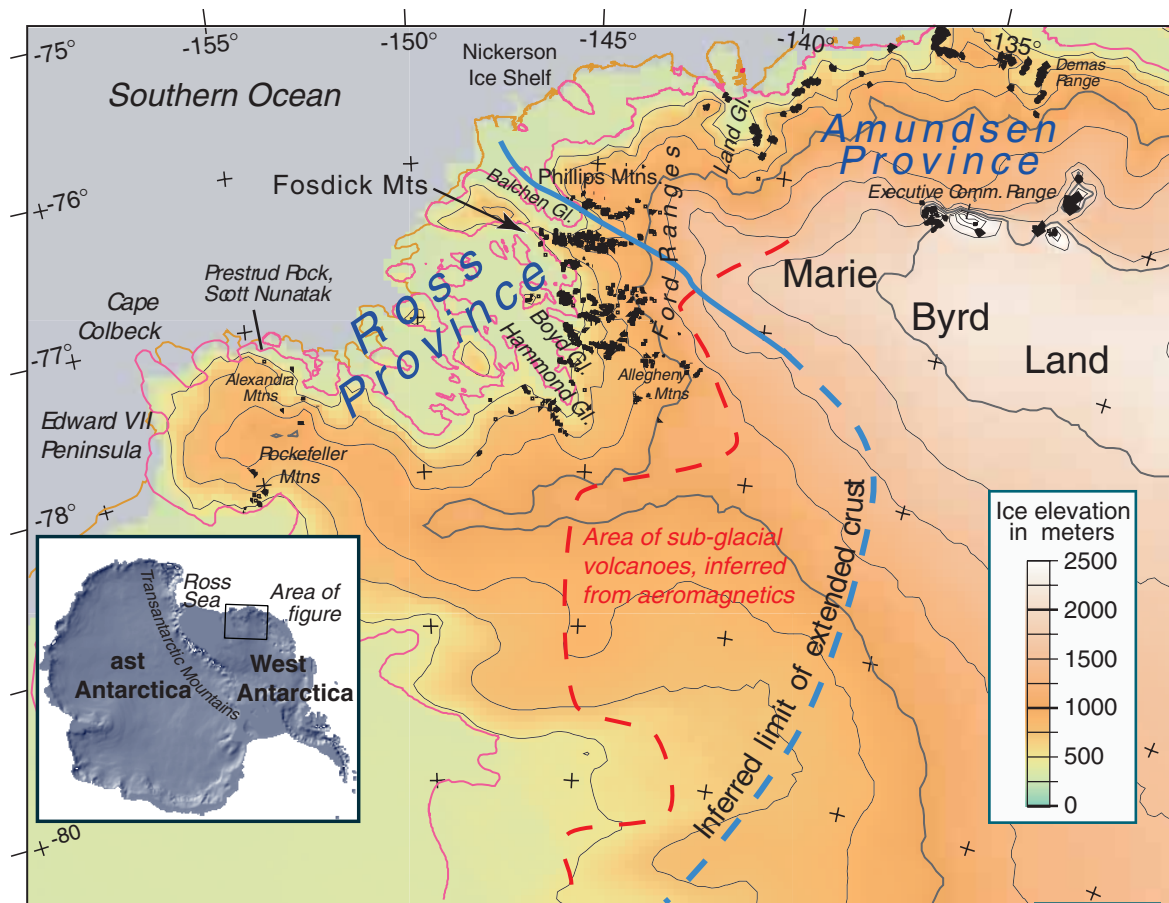 -75°
-155°
-150°
-145°
-140°
-135°
Nickerson
Ice Shelf
Demas
Range
Southern Ocean
Land Gl.
Amundsen
Province
Executive Comm. Range
Fosdick Mts
Balchen Gl.
Phillips Mtns.
Ford Ranges
-76°
Prestrud Rock,
Scott Nunatak
Ross
Province
Marie
Byrd
Land
Cape
Colbeck
Boyd Gl.
Hammond Gl.
-77°
Alexandia
Mtns
Allegheny
Mtns
Edward VII
Peninsula
Rockefeller
Mtns
-78°
Area of sub-glacial
volcanoes, inferred
from aeromagnetics
Inferred limit of extended crust
Ice elevation
in meters
2500
2000
1500
1000
500
0
Ross
Sea
Area of
figure
Transantarctic Mountains
ast
Antarctica
West
Antarctica
-80